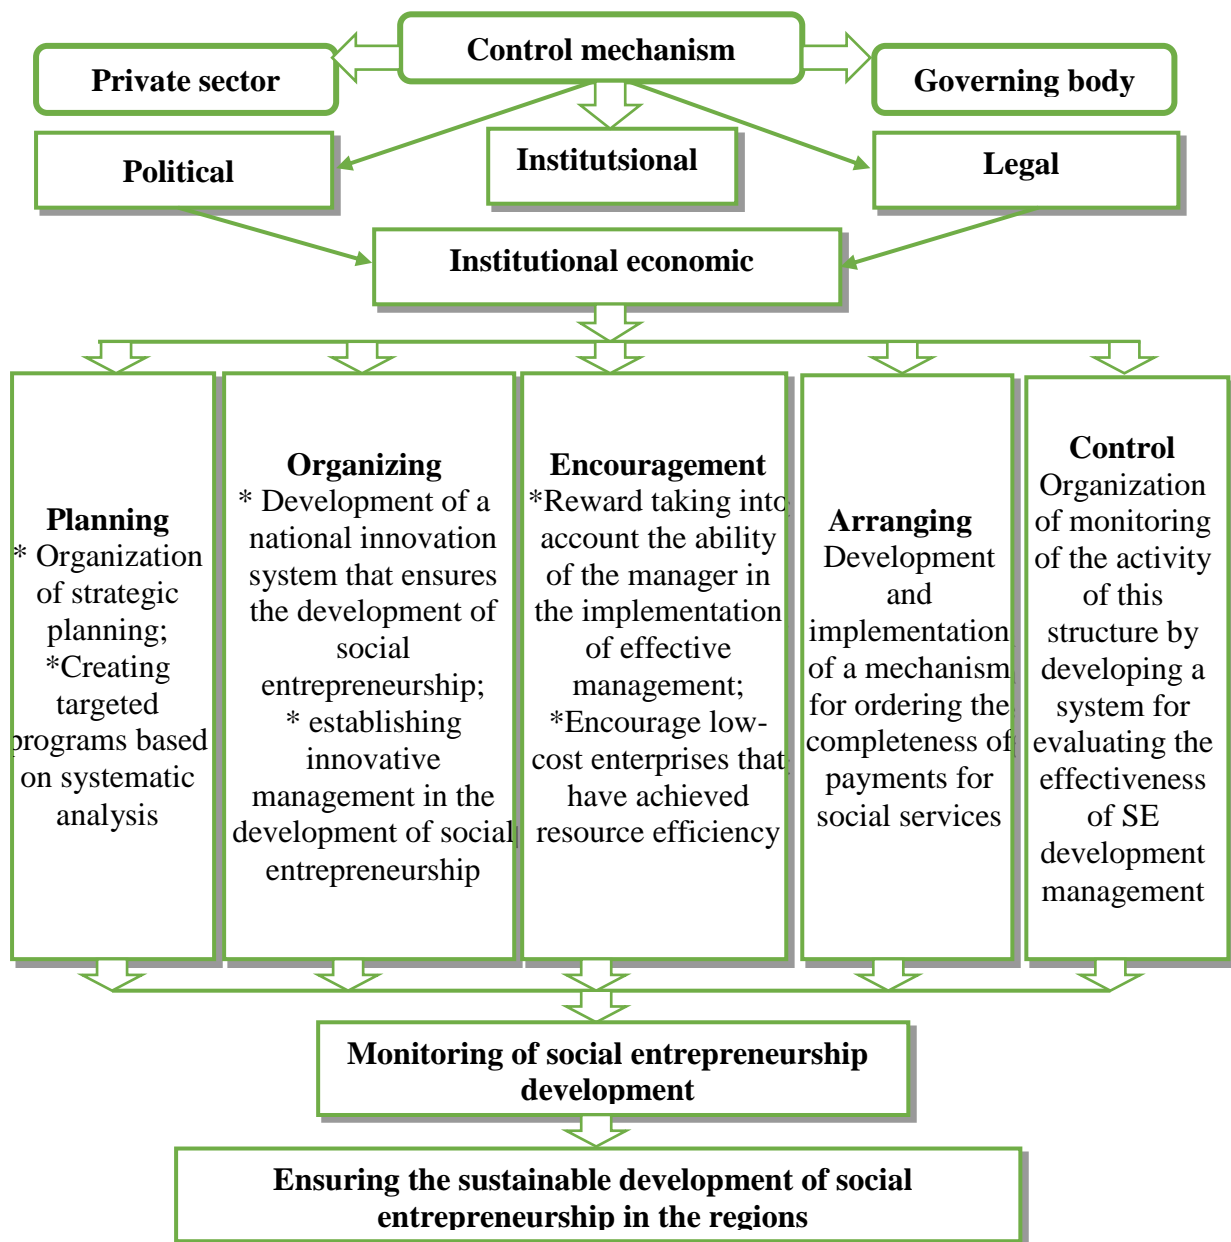 Control mechanism
Private sector
Governing body
Political
Institutsional
Legal
Institutional economic
Planning
* Organization
of strategic
planning;
*Creating
targeted
programs based
on systematic
analysis
Organizing
* Development of a
national innovation
system that ensures
the development of
social
entrepreneurship;
* establishing
innovative
management in the
development of social
entrepreneurship
Encouragement
*Reward taking into
account the ability
of the manager in
the implementation
of effective
management;
*Encourage low-
cost enterprises that
have achieved
resource efficiency
Arranging
Development
and
implementation
of a mechanism
for ordering the
completeness of
payments for
social services
Control
Organization
of monitoring
of the activity
of this
structure by
developing a
system for
evaluating the
effectiveness
of SE
development
management
Monitoring of social entrepreneurship
development
Ensuring the sustainable development of social
entrepreneurship in the regions